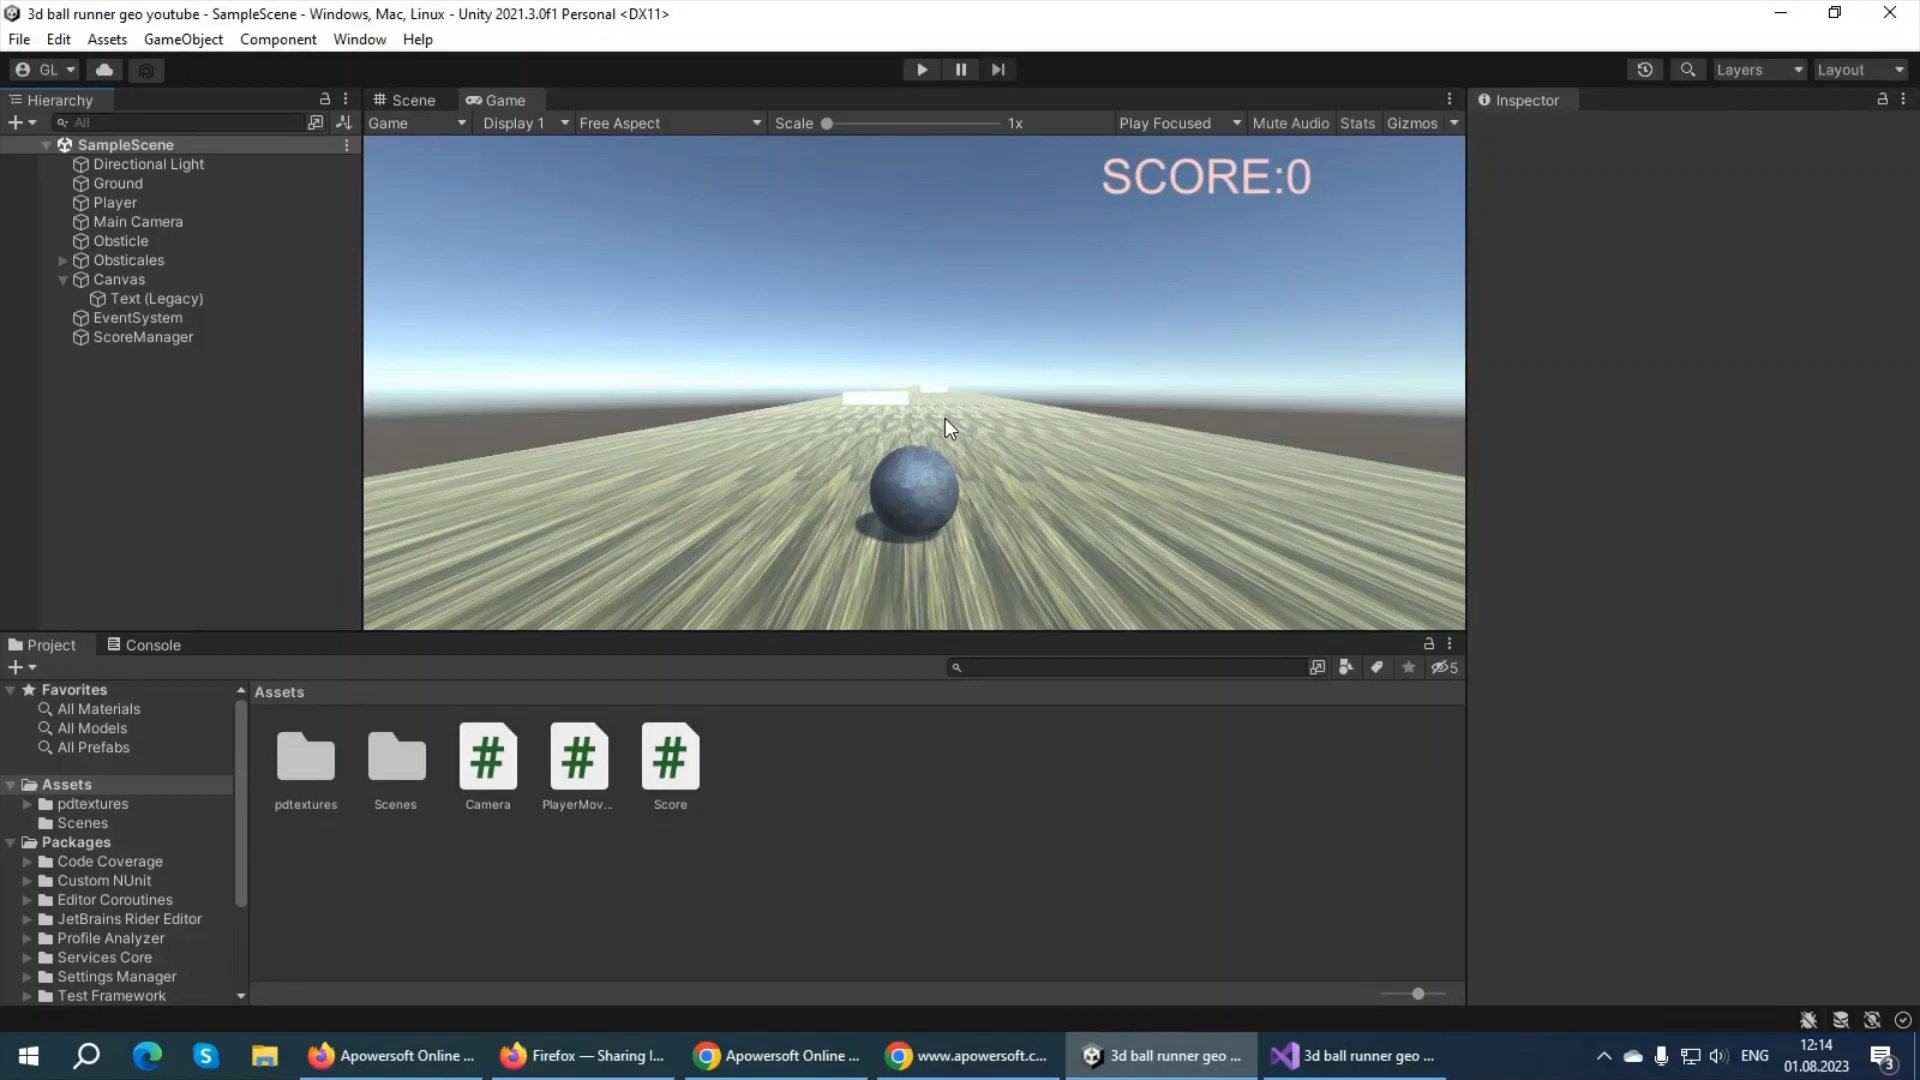 3d ball runner geo youtube - SampleScene - Windows, Mac, Linux - Unity 2021.3.0f1 Personal <DX11>
File Edit Assets GameObject Component Window Help
GL Layers Layout
Hierarchy
All
SampleScene
Directional Light
Ground
Player
Main Camera
Obsticle
Obsticales
Canvas
Text (Legacy)
EventSystem
ScoreManager
Scene Game
Game Display 1 Free Aspect Scale 1x Play Focused Mute Audio Stats Gizmos
SCORE:0
Inspector
Project Console
5
Favorites
All Materials
All Models
All Prefabs
Assets
pdtextures
Scenes
Packages
Code Coverage
Custom NUnit
Editor Coroutines
JetBrains Rider Editor
Profile Analyzer
Services Core
Settings Manager
Test Framework
Assets
pdtextures Scenes Camera PlayerMov... Score
Apowersoft Online ... Firefox — Sharing I... Apowersoft Online ... www.apowersoft.c... 3d ball runner geo ... 3d ball runner geo ... ENG
12:14
01.08.2023
3